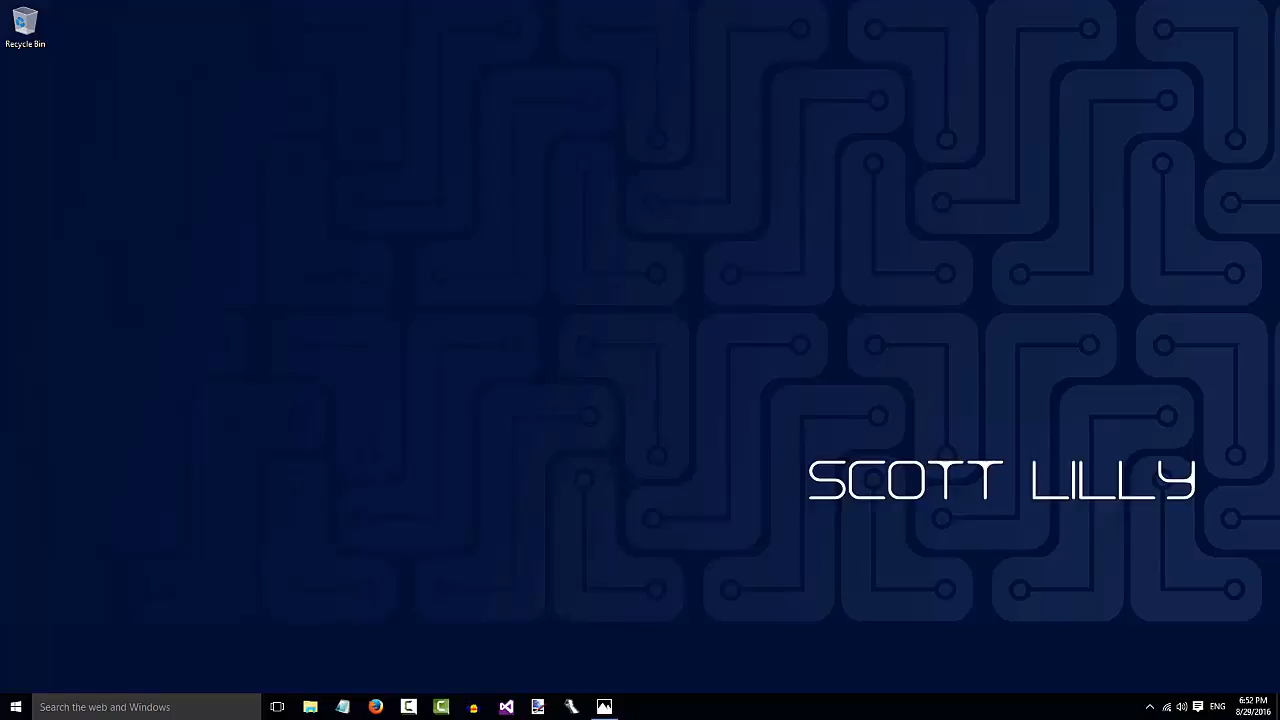 Recycle Bin
SCOTT LILLY
Search the web and Windows
ENG
6:52 PM
8/29/2016